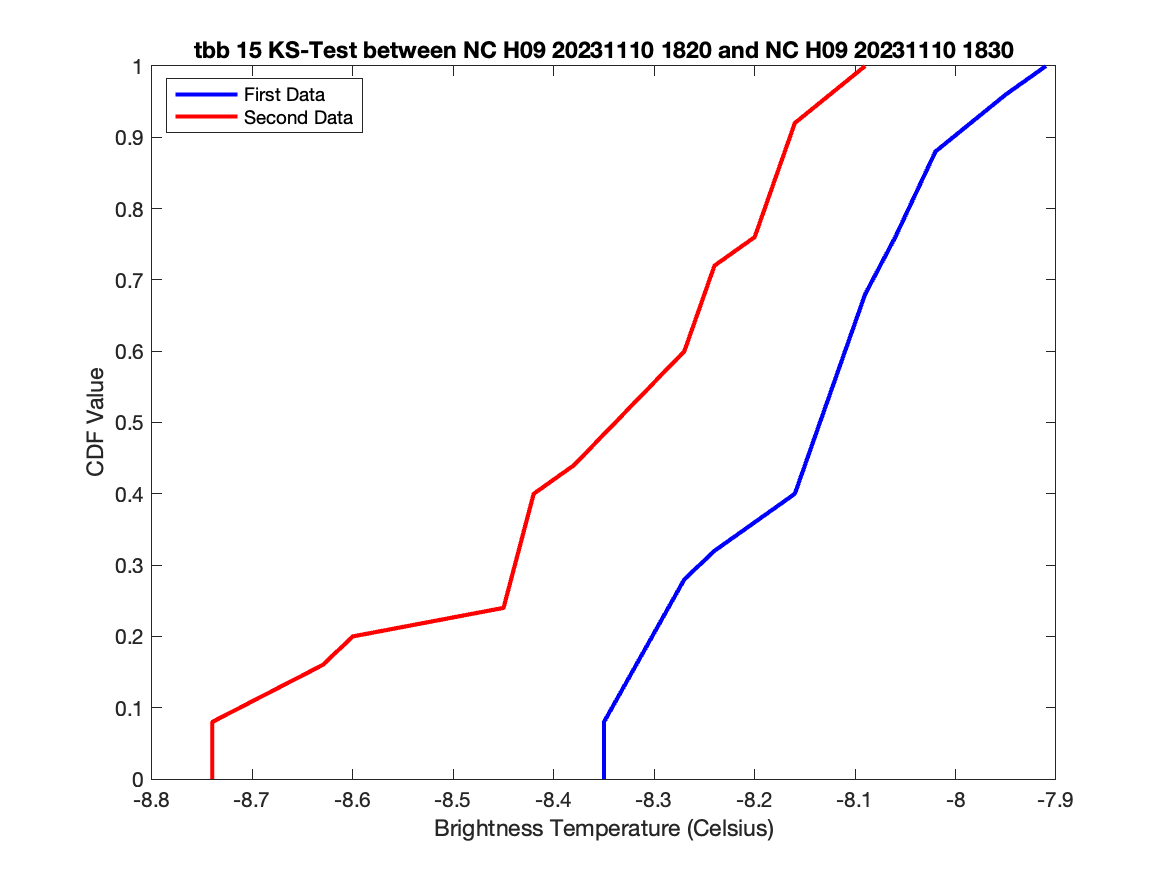 tbb 15 KS-Test between NC H09 20231110 1820 and NC H09 20231110 1830
First Data
Second Data
1
0.9
0.8
0.7
0.6
0.5
0.4
0.3
0.2
0.1
0
CDF Value
-8.8 -8.7 -8.6 -8.5 -8.4 -8.3 -8.2 -8.1 -8 -7.9
Brightness Temperature (Celsius)